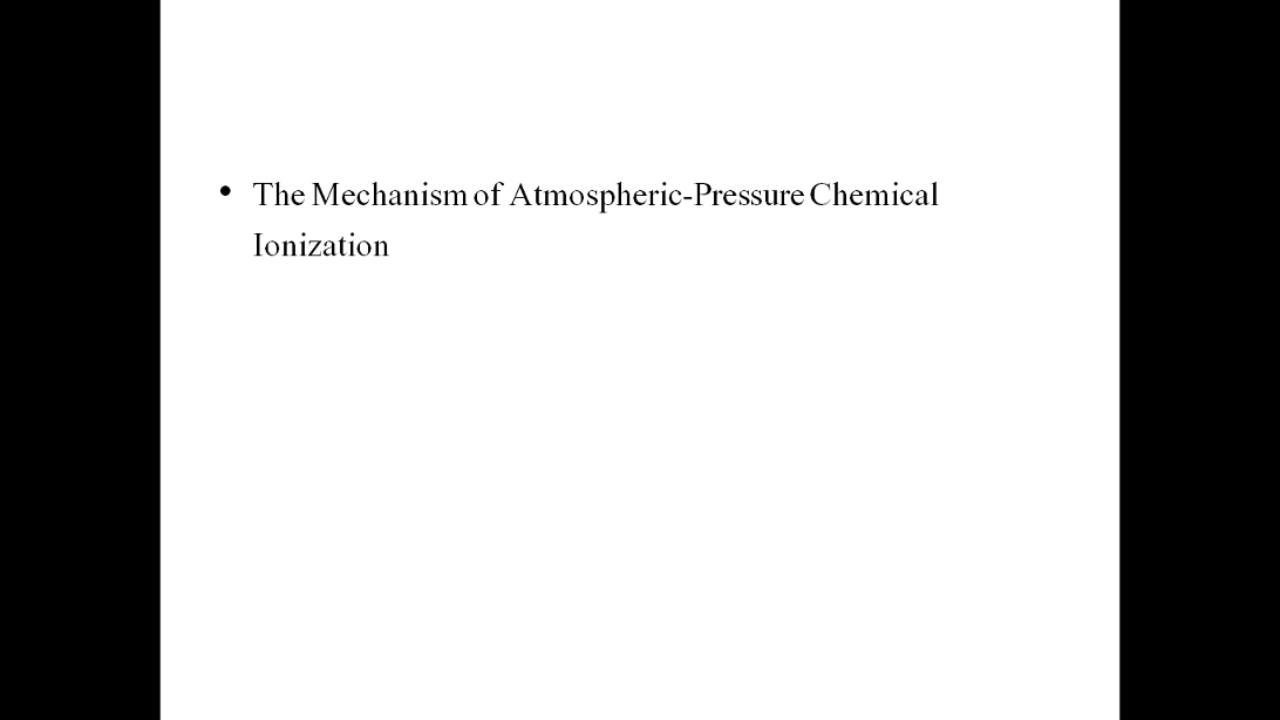 • The Mechanism of Atmospheric-Pressure Chemical
Ionization